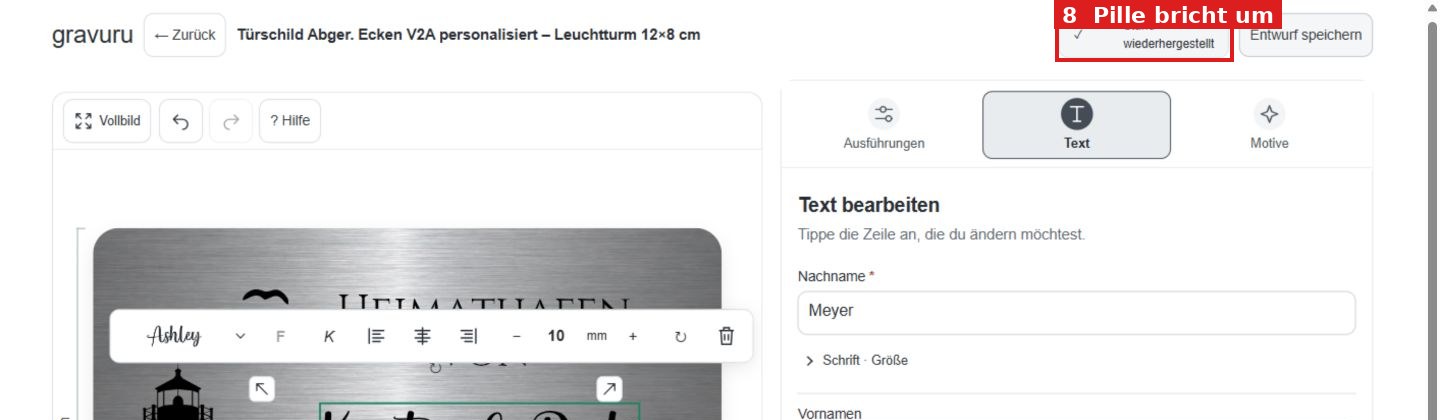 8 Pille bricht um
gravuru
← Zurück
Türschild Abger. Ecken V2A personalisiert – Leuchtturm 12×8 cm
✓
wiederhergestellt
Entwurf speichern
Vollbild
? Hilfe
Ausführungen
Text
Motive
Text bearbeiten
Tippe die Zeile an, die du ändern möchtest.
Nachname *
Meyer
HEIMATHAFEN
Ashley
F
K
− 10 mm +
VON
Schrift · Größe
Vornamen